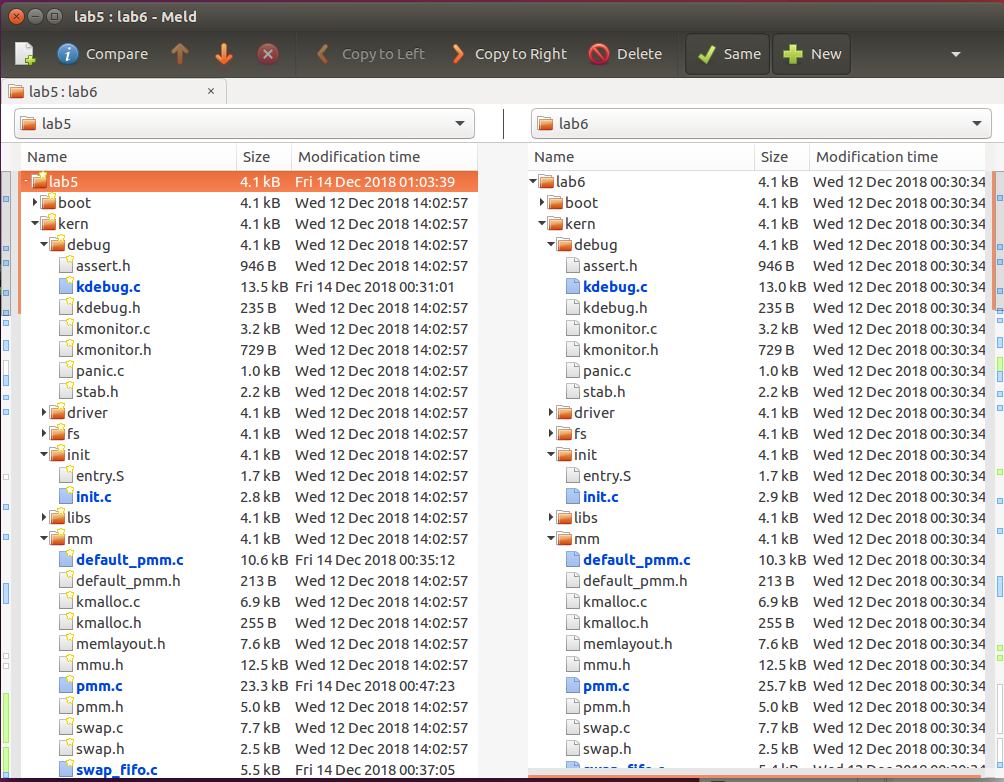 lab5 : lab6 - Meld
Compare Copy to Left Copy to Right Delete Same New
lab5 : lab6 ×
lab5 lab6
Name Size Modification time Name Size Modification time
lab5 4.1 kB Fri 14 Dec 2018 01:03:39 lab6 4.1 kB Wed 12 Dec 2018 00:30:34
boot 4.1 kB Wed 12 Dec 2018 14:02:57 boot 4.1 kB Wed 12 Dec 2018 00:30:34
kern 4.1 kB Wed 12 Dec 2018 14:02:57 kern 4.1 kB Wed 12 Dec 2018 00:30:34
debug 4.1 kB Wed 12 Dec 2018 14:02:57 debug 4.1 kB Wed 12 Dec 2018 00:30:34
assert.h 946 B Wed 12 Dec 2018 14:02:57 assert.h 946 B Wed 12 Dec 2018 00:30:34
kdebug.c 13.5 kB Fri 14 Dec 2018 00:31:01 kdebug.c 13.0 kB Wed 12 Dec 2018 00:30:34
kdebug.h 235 B Wed 12 Dec 2018 14:02:57 kdebug.h 235 B Wed 12 Dec 2018 00:30:34
kmonitor.c 3.2 kB Wed 12 Dec 2018 14:02:57 kmonitor.c 3.2 kB Wed 12 Dec 2018 00:30:34
kmonitor.h 729 B Wed 12 Dec 2018 14:02:57 kmonitor.h 729 B Wed 12 Dec 2018 00:30:34
panic.c 1.0 kB Wed 12 Dec 2018 14:02:57 panic.c 1.0 kB Wed 12 Dec 2018 00:30:34
stab.h 2.2 kB Wed 12 Dec 2018 14:02:57 stab.h 2.2 kB Wed 12 Dec 2018 00:30:34
driver 4.1 kB Wed 12 Dec 2018 14:02:57 driver 4.1 kB Wed 12 Dec 2018 00:30:34
fs 4.1 kB Wed 12 Dec 2018 14:02:57 fs 4.1 kB Wed 12 Dec 2018 00:30:34
init 4.1 kB Wed 12 Dec 2018 14:02:57 init 4.1 kB Wed 12 Dec 2018 00:30:34
entry.S 1.7 kB Wed 12 Dec 2018 14:02:57 entry.S 1.7 kB Wed 12 Dec 2018 00:30:34
init.c 2.8 kB Wed 12 Dec 2018 14:02:57 init.c 2.9 kB Wed 12 Dec 2018 00:30:34
libs 4.1 kB Wed 12 Dec 2018 14:02:57 libs 4.1 kB Wed 12 Dec 2018 00:30:34
mm 4.1 kB Wed 12 Dec 2018 14:02:57 mm 4.1 kB Wed 12 Dec 2018 00:30:34
default_pmm.c 10.6 kB Fri 14 Dec 2018 00:35:12 default_pmm.c 10.3 kB Wed 12 Dec 2018 00:30:34
default_pmm.h 213 B Wed 12 Dec 2018 14:02:57 default_pmm.h 213 B Wed 12 Dec 2018 00:30:34
kmalloc.c 6.9 kB Wed 12 Dec 2018 14:02:57 kmalloc.c 6.9 kB Wed 12 Dec 2018 00:30:34
kmalloc.h 255 B Wed 12 Dec 2018 14:02:57 kmalloc.h 255 B Wed 12 Dec 2018 00:30:34
memlayout.h 7.6 kB Wed 12 Dec 2018 14:02:57 memlayout.h 7.6 kB Wed 12 Dec 2018 00:30:34
mmu.h 12.5 kB Wed 12 Dec 2018 14:02:57 mmu.h 12.5 kB Wed 12 Dec 2018 00:30:34
pmm.c 23.3 kB Fri 14 Dec 2018 00:47:23 pmm.c 25.7 kB Wed 12 Dec 2018 00:30:34
pmm.h 5.0 kB Wed 12 Dec 2018 14:02:57 pmm.h 5.0 kB Wed 12 Dec 2018 00:30:34
swap.c 7.7 kB Wed 12 Dec 2018 14:02:57 swap.c 7.7 kB Wed 12 Dec 2018 00:30:34
swap.h 2.5 kB Wed 12 Dec 2018 14:02:57 swap.h 2.5 kB Wed 12 Dec 2018 00:30:34
swap_fifo.c 5.5 kB Fri 14 Dec 2018 00:37:05